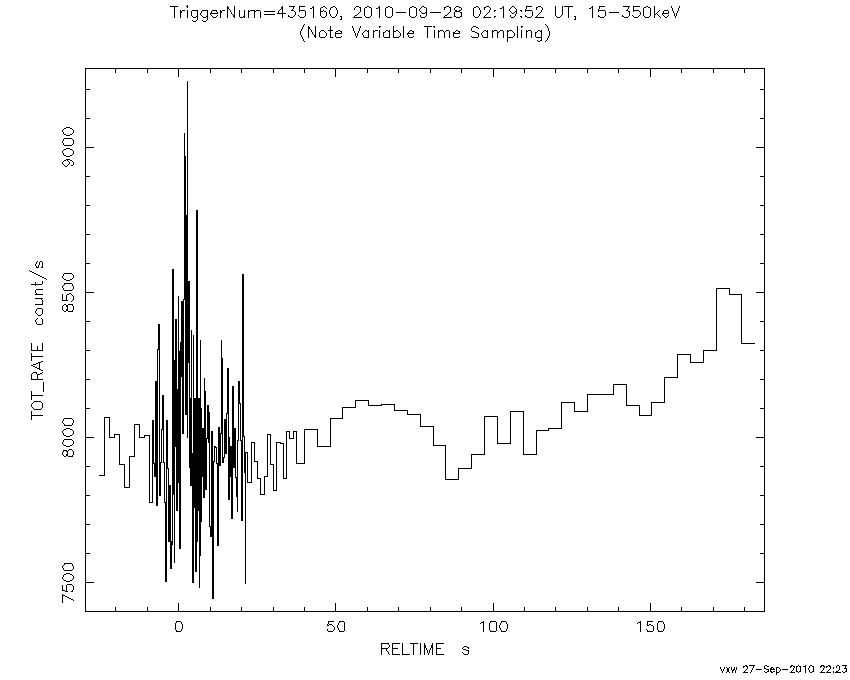 TriggerNum=435160, 2010-09-28 02:19:52 UT, 15-350keV
(Note Variable Time Sampling)
9000
8500
8000
7500
TOT_RATE count/s
0 50 100 150
RELTIME s
vxw 27-Sep-2010 22:23